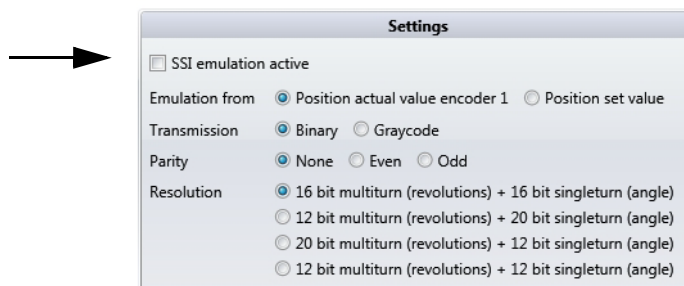 Settings
SSI emulation active
Emulation from Position actual value encoder 1 Position set value
Transmission Binary Graycode
Parity None Even Odd
Resolution 16 bit multiturn (revolutions) + 16 bit singleturn (angle)
12 bit multiturn (revolutions) + 20 bit singleturn (angle)
20 bit multiturn (revolutions) + 12 bit singleturn (angle)
12 bit multiturn (revolutions) + 12 bit singleturn (angle)